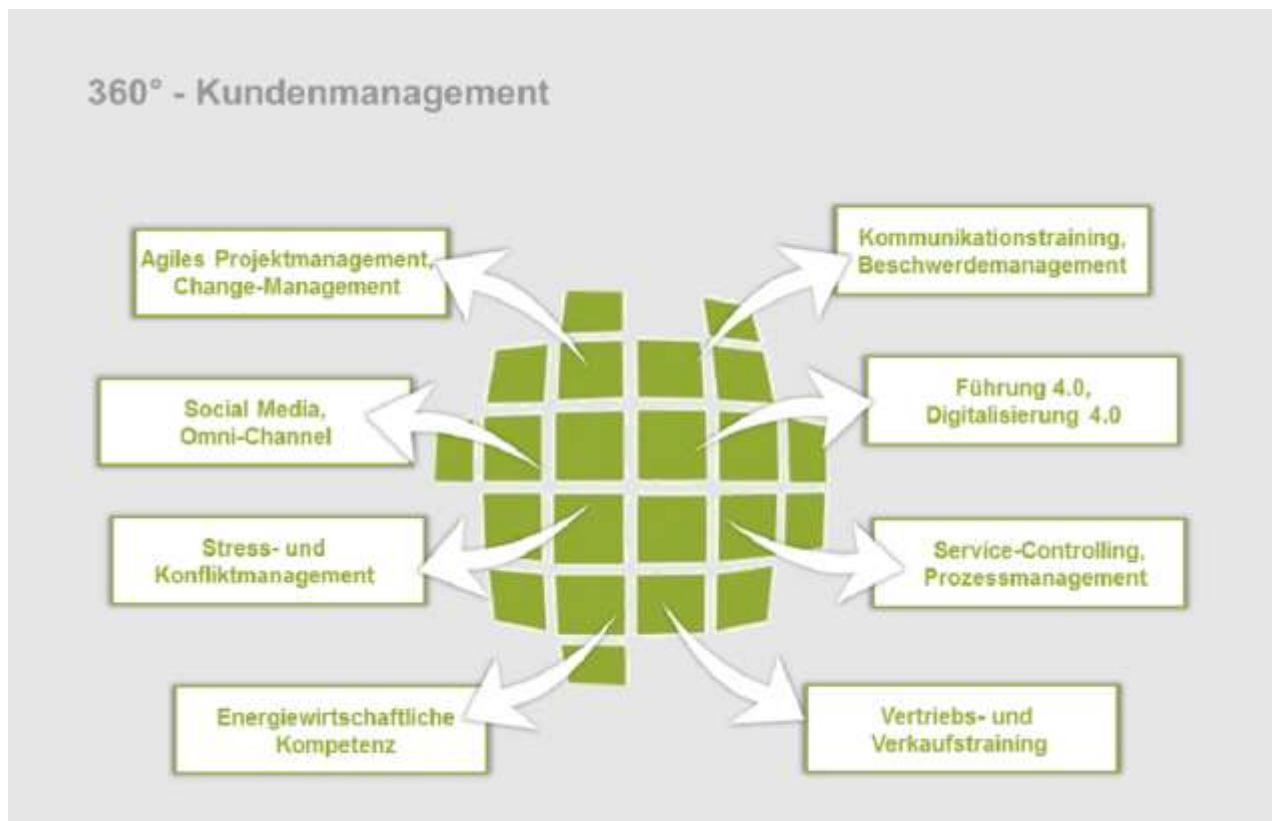 360° - Kundenmanagement
Agiles Projektmanagement,
Change-Management
Kommunikationstraining,
Beschwerdemanagement
Social Media,
Omni-Channel
Führung 4.0,
Digitalisierung 4.0
Stress- und
Konfliktmanagement
Service-Controlling,
Prozessmanagement
Energiewirtschaftliche
Kompetenz
Vertriebs- und
Verkaufstraining